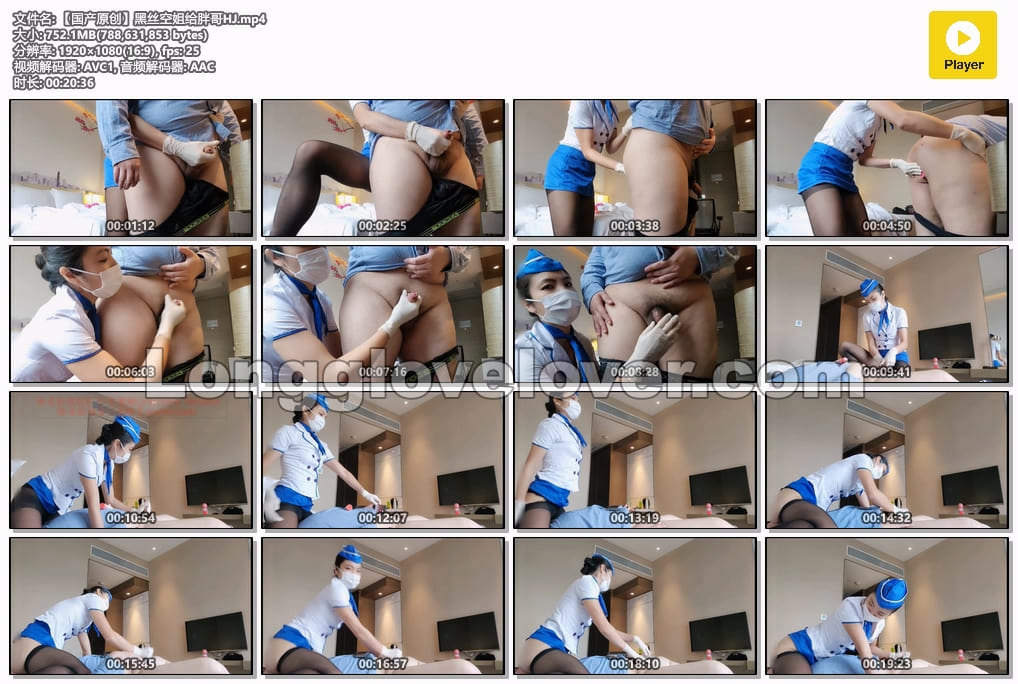 文件名: 【国产原创】黑丝空姐给胖哥HJ.mp4
大小: 752.1MB(788,631,853 bytes)
分辨率: 1920×1080(16:9), fps: 25
视频解码器: AVC1, 音频解码器: AAC
时长: 00:20:36
Player
00:01:12
00:02:25
00:03:38
00:04:50
00:06:03
00:07:16
00:08:28
00:09:41
Longglovelover.com
00:10:54
00:12:07
00:13:19
00:14:32
00:15:45
00:16:57
00:18:10
00:19:23